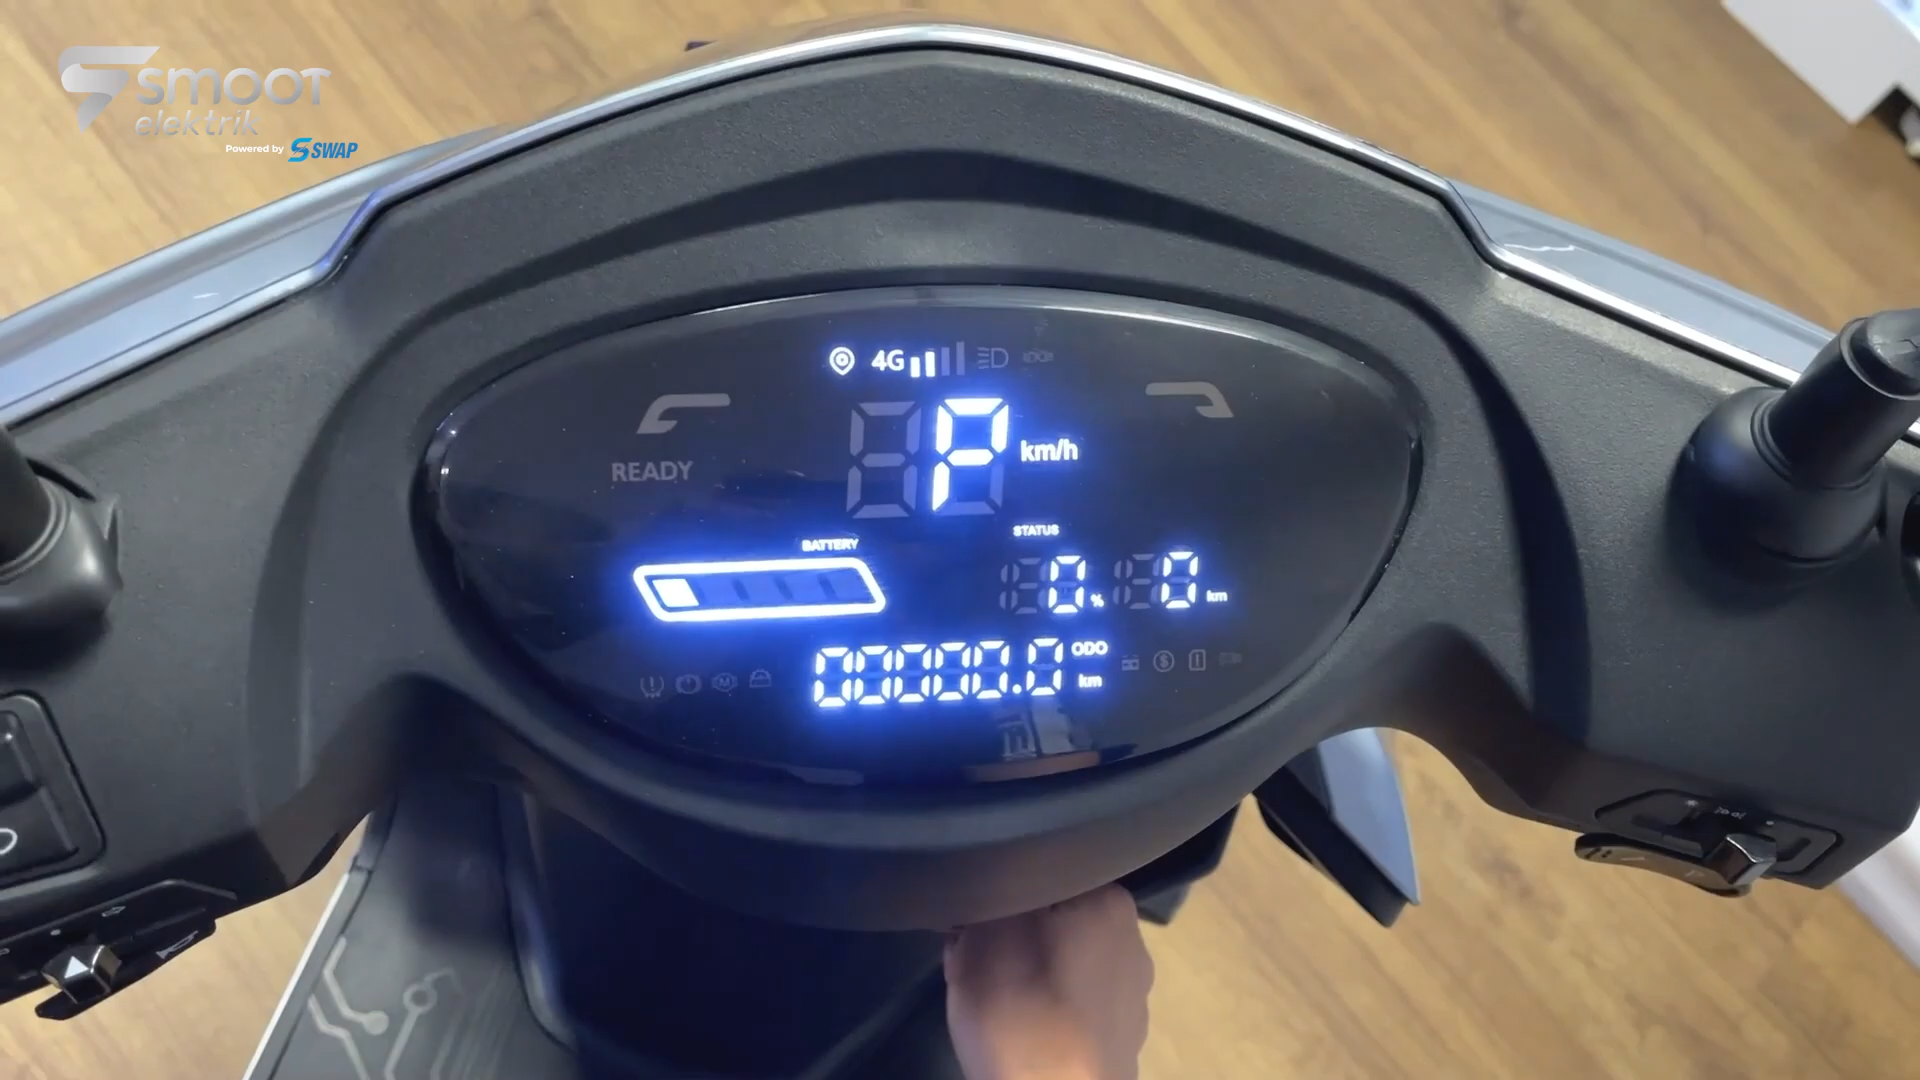 SMOOT
elektrik
Powered by SWAP
4G
P km/h
READY
BATTERY
STATUS
0 % 0 km
00000.0 ODO km